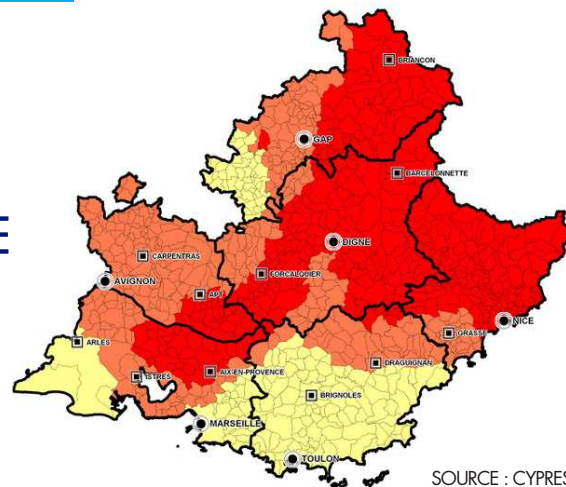 BRIANCON
GAP
BARCELONNETTE
E
DIGNE
CARPENTRAS
FORCALQUIER
AVIGNON
APT
NICE
GRASSE
ARLES
DRAGUIGNAN
AIX-EN-PROVENCE
ISTRES
BRIGNOLES
MARSEILLE
TOULON
SOURCE : CYPRES